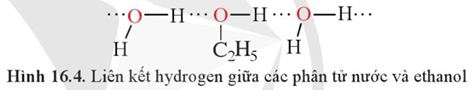 ···O—H···O—H···O—H···
H C₂H₅ H
Hình 16.4. Liên kết hydrogen giữa các phân tử nước và ethanol